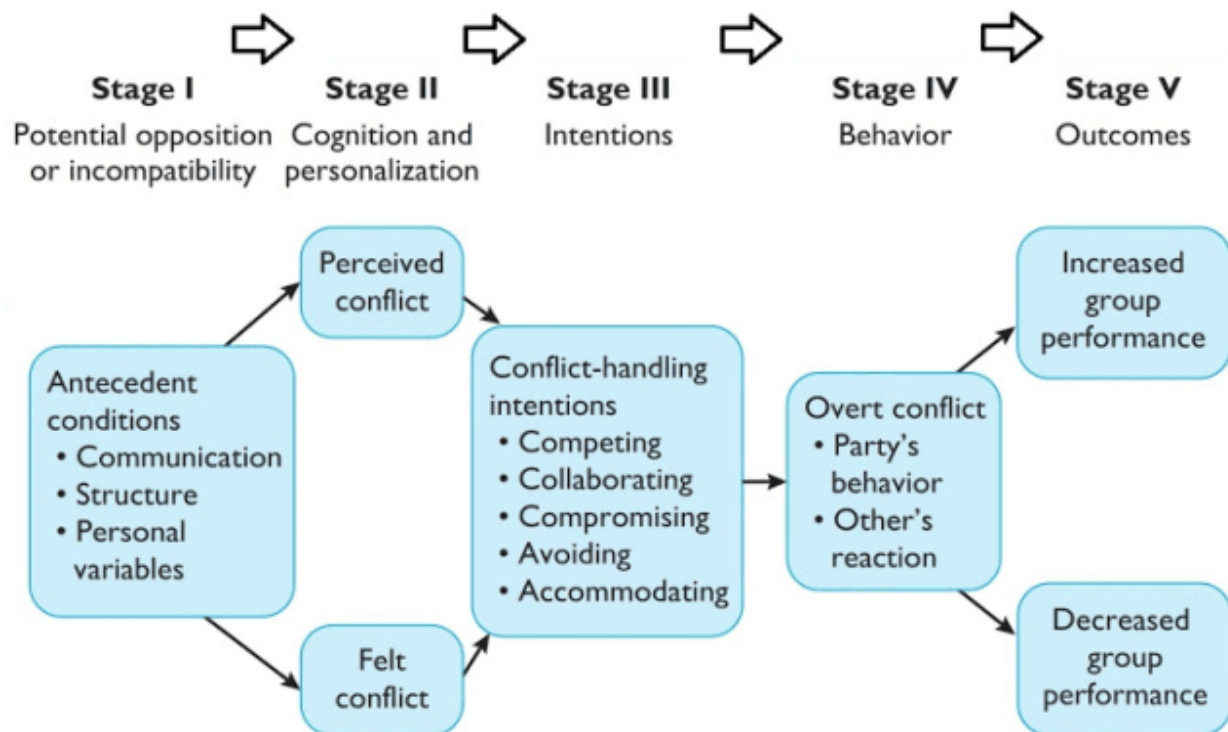 Stage I
Potential opposition
or incompatibility
Stage II
Cognition and
personalization
Stage III
Intentions
Stage IV
Behavior
Stage V
Outcomes
Antecedent
conditions
• Communication
• Structure
• Personal
variables
Perceived
conflict
Felt
conflict
Conflict-handling
intentions
• Competing
• Collaborating
• Compromising
• Avoiding
• Accommodating
Overt conflict
• Party's
behavior
• Other's
reaction
Increased
group
performance
Decreased
group
performance